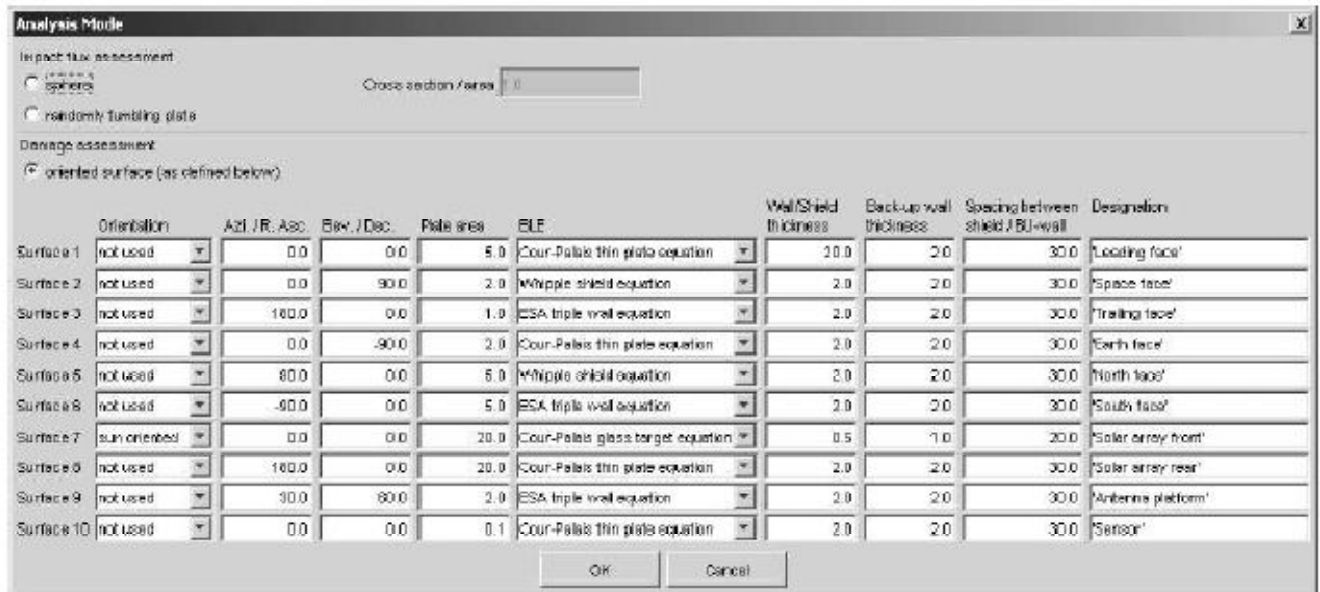 Analysis Mode
Impact flux assessment
sphere
Cross section / area
randomly tumbling plate
Damage assessment
oriented surface (as defined below)
Orientation Azi. / R. Asc. Elev. / Dec. Plate area BLE Wall/Shield thickness Back-up wall thickness Spacing between shield / BU-wall Designation
Surface 1 not used 0.0 0.0 5.0 Cour-Palais thin plate equation 20.0 2.0 30.0 'Leading face'
Surface 2 not used 0.0 90.0 2.0 Whipple shield equation 2.0 2.0 30.0 'Space face'
Surface 3 not used 180.0 0.0 1.0 ESA triple wall equation 2.0 2.0 30.0 'Trailing face'
Surface 4 not used 0.0 -90.0 2.0 Cour-Palais thin plate equation 2.0 2.0 30.0 'Earth face'
Surface 5 not used 0.0 5.0 Whipple shield equation 2.0 2.0 30.0 'North face'
Surface 6 not used -90.0 0.0 5.0 ESA triple wall equation 2.0 2.0 30.0 'South face'
Surface 7 sun oriented 0.0 0.0 20.0 Cour-Palais glass target equation 0.5 1.0 20.0 'Solar array front'
Surface 8 not used 180.0 0.0 20.0 Cour-Palais thin plate equation 2.0 2.0 30.0 'Solar array rear'
Surface 9 not used 30.0 60.0 2.0 ESA triple wall equation 2.0 2.0 30.0 'Antenna platform'
Surface 10 not used 0.0 0.0 0.1 Cour-Palais thin plate equation 2.0 2.0 30.0 'Sensor'
OK Cancel